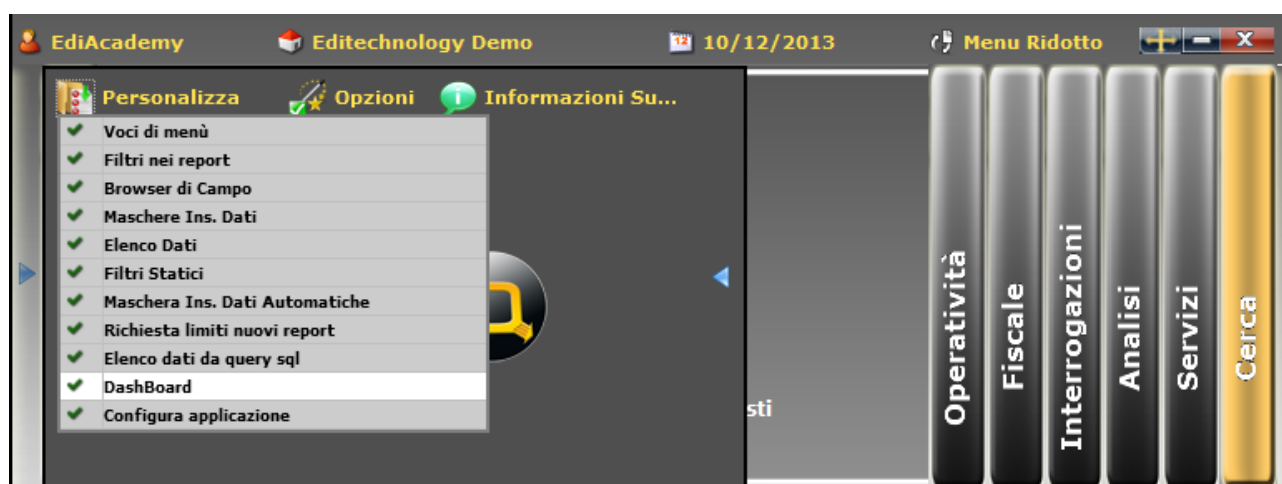 EdiAcademy Editechnology Demo 12 10/12/2013 Menu Ridotto
Personalizza Opzioni Informazioni Su...
Voci di menù
Filtri nei report
Browser di Campo
Maschere Ins. Dati
Elenco Dati
Filtri Statici
Maschera Ins. Dati Automatiche
Richiesta limiti nuovi report
Elenco dati da query sql
DashBoard
Configura applicazione
sti
Operatività
Fiscale
Interrogazioni
Analisi
Servizi
Cerca